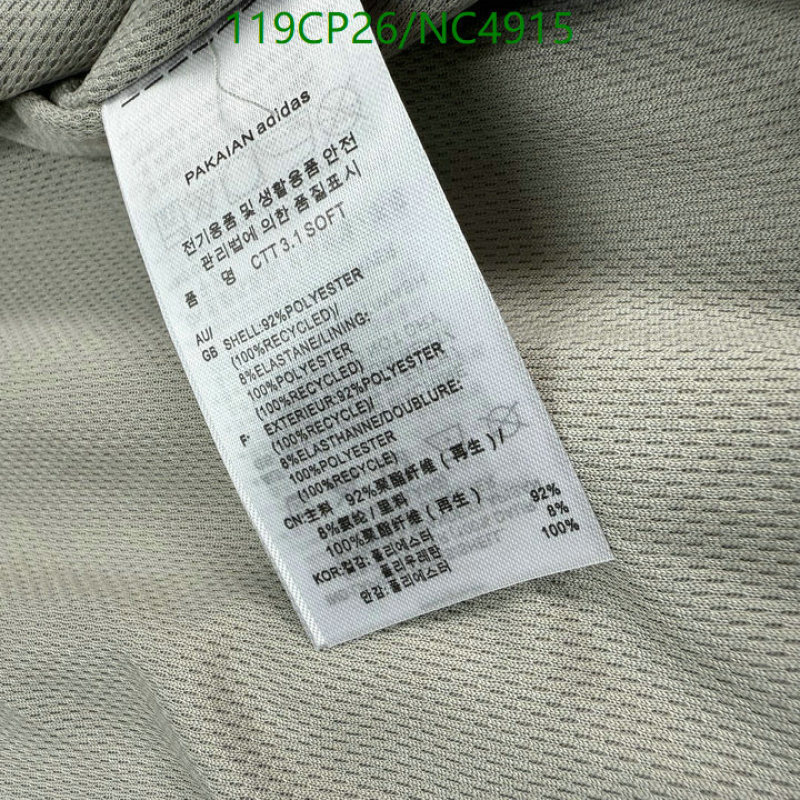 119CP26/NC4915
PAKAIAN adidas
전기용품 및 생활용품 안전
관리법에 의한 품질표시
품 명 CTT3.1 SOFT
AU/ SHELL:92%POLYESTER
GB (100%RECYCLED)/
8%ELASTANE/LINING:
100%POLYESTER
(100%RECYCLED)
F: EXTERIEUR:92%POLYESTER
(100%RECYCLE)/
8%ELASTHANNE/DOUBLURE:
100%POLYESTER
(100%RECYCLE)
CN:主料 92%聚酯纤维（再生）/
8%氨纶/里料
100%聚酯纤维（再生）
KOR:겉감: 폴리에스터 92%
폴리우레탄 8%
안감: 폴리에스터 100%